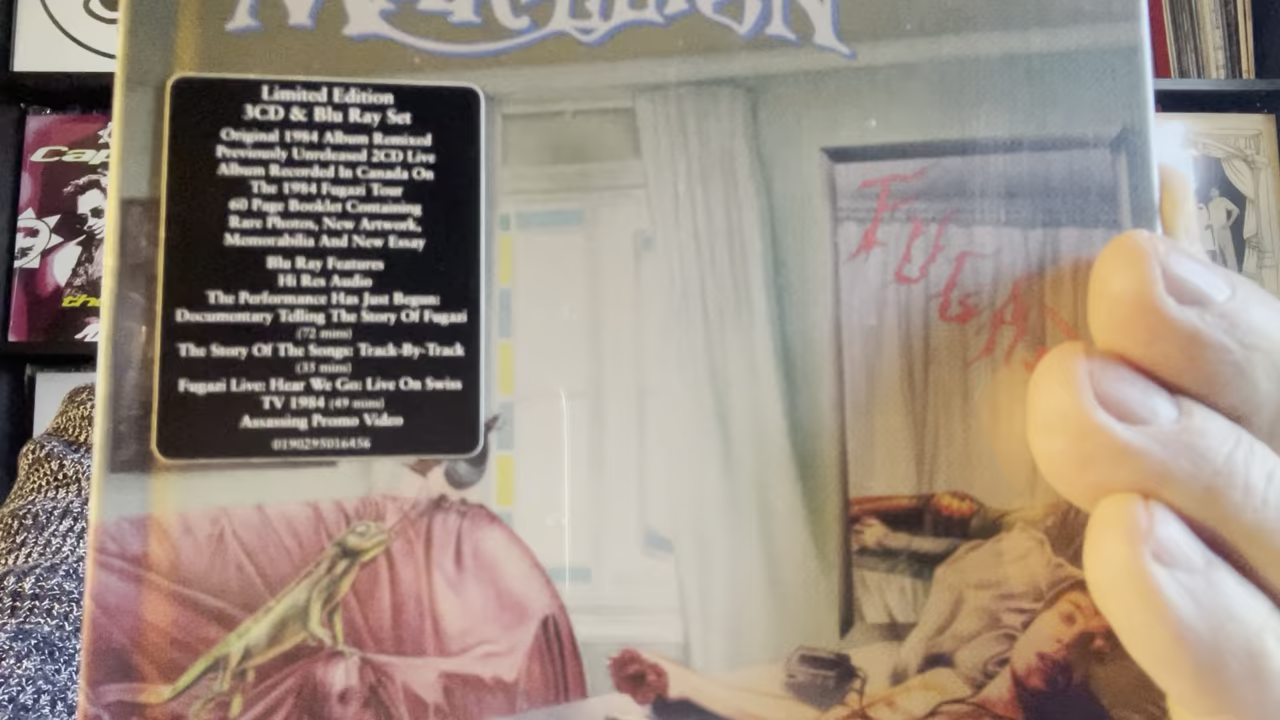 MARILLION
Limited Edition
3CD & Blu Ray Set
Original 1984 Album Remixed
Previously Unreleased 2CD Live
Album Recorded In Canada On
The 1984 Fugazi Tour
60 Page Booklet Containing
Rare Photos, New Artwork,
Memorabilia And New Essay
Blu Ray Features
Hi Res Audio
The Performance Has Just Begun:
Documentary Telling The Story Of Fugazi
(72 mins)
The Story Of The Songs: Track-By-Track
(35 mins)
Fugazi Live: Hear We Go: Live On Swiss
TV 1984 (49 mins)
Assassing Promo Video
0190295016456
FUGAZ
Cap
the